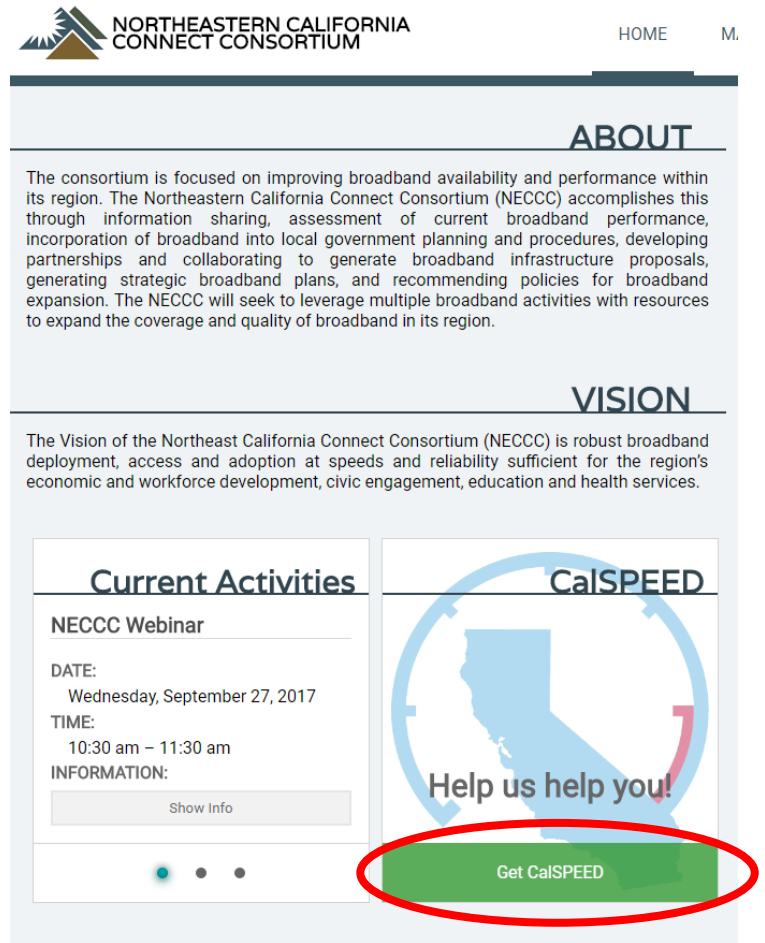 NORTHEASTERN CALIFORNIA
CONNECT CONSORTIUM
HOME
ABOUT
The consortium is focused on improving broadband availability and performance within
its region. The Northeastern California Connect Consortium (NECCC) accomplishes this
through information sharing, assessment of current broadband performance,
incorporation of broadband into local government planning and procedures, developing
partnerships and collaborating to generate broadband infrastructure proposals,
generating strategic broadband plans, and recommending policies for broadband
expansion. The NECCC will seek to leverage multiple broadband activities with resources
to expand the coverage and quality of broadband in its region.
VISION
The Vision of the Northeast California Connect Consortium (NECCC) is robust broadband
deployment, access and adoption at speeds and reliability sufficient for the region's
economic and workforce development, civic engagement, education and health services.
Current Activities
NECCC Webinar
DATE:
Wednesday, September 27, 2017
TIME:
10:30 am – 11:30 am
INFORMATION:
Show Info
CalSPEED
Help us help you!
Get CalSPEED